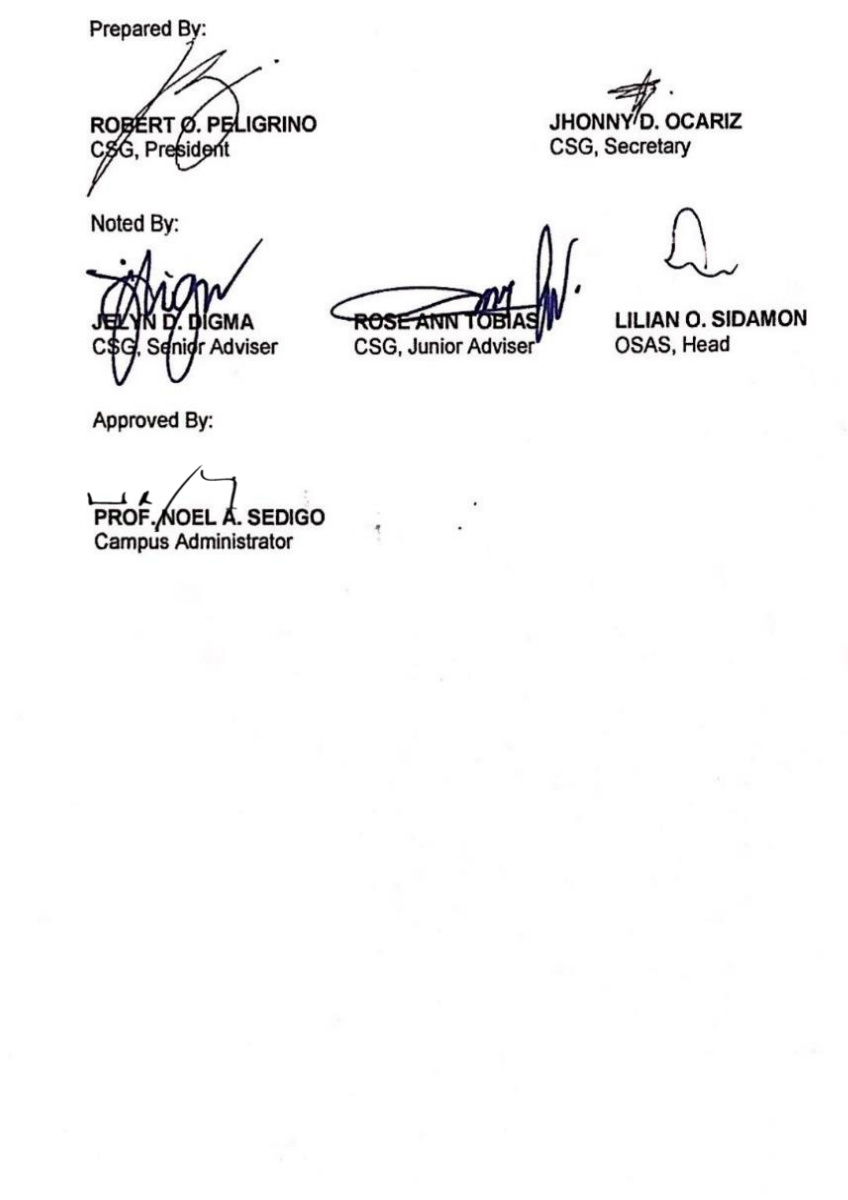 Prepared By:
ROBERT O. PELIGRINO
CSG, President
JHONNY D. OCARIZ
CSG, Secretary
Noted By:
JELYN D. DIGMA
CSG, Senior Adviser
ROSE ANN TOBIAS
CSG, Junior Adviser
LILIAN O. SIDAMON
OSAS, Head
Approved By:
PROF. NOEL A. SEDIGO
Campus Administrator